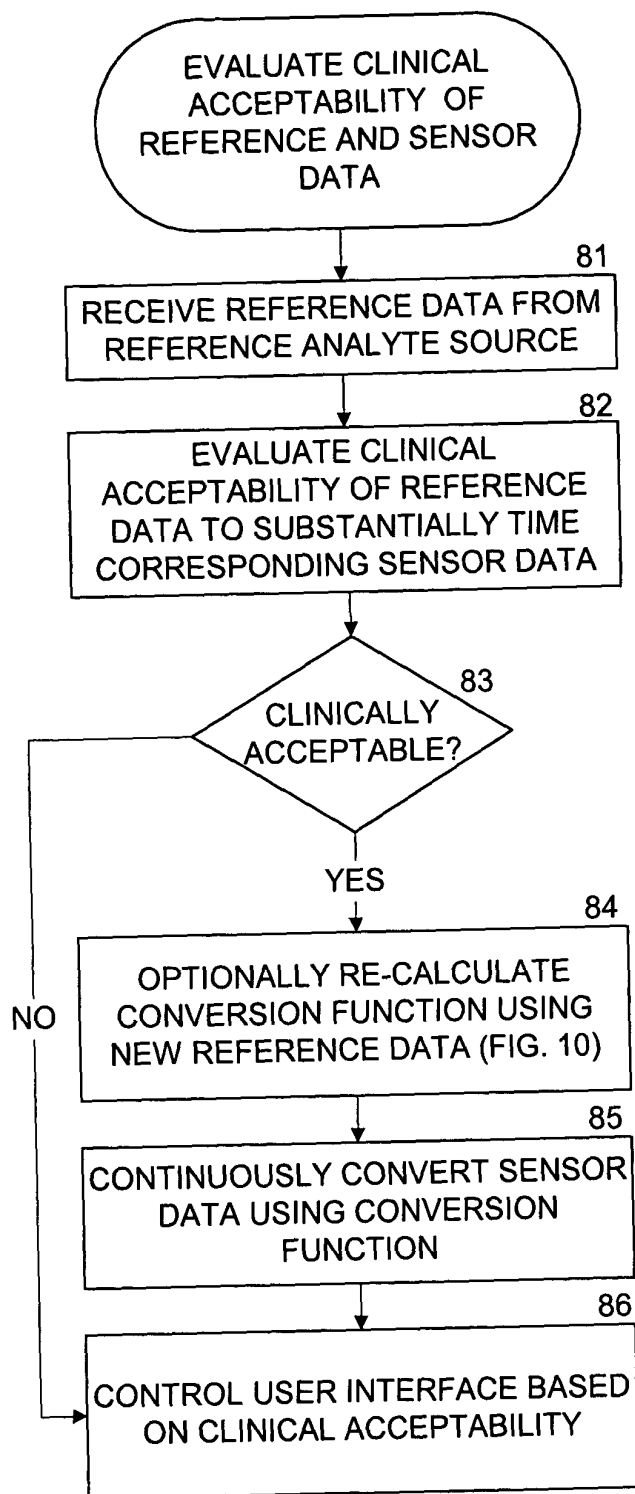 EVALUATE CLINICAL
ACCEPTABILITY OF
REFERENCE AND SENSOR
DATA
81
RECEIVE REFERENCE DATA FROM
REFERENCE ANALYTE SOURCE
82
EVALUATE CLINICAL
ACCEPTABILITY OF REFERENCE
DATA TO SUBSTANTIALLY TIME
CORRESPONDING SENSOR DATA
83
CLINICALLY
ACCEPTABLE?
YES
84
OPTIONALLY RE-CALCULATE
CONVERSION FUNCTION USING
NEW REFERENCE DATA (FIG. 10)
NO
85
CONTINUOUSLY CONVERT SENSOR
DATA USING CONVERSION
FUNCTION
86
CONTROL USER INTERFACE BASED
ON CLINICAL ACCEPTABILITY